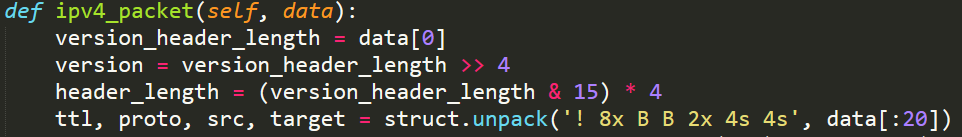 def ipv4_packet(self, data):
    version_header_length = data[0]
    version = version_header_length >> 4
    header_length = (version_header_length & 15) * 4
    ttl, proto, src, target = struct.unpack('! 8x B B 2x 4s 4s', data[:20])